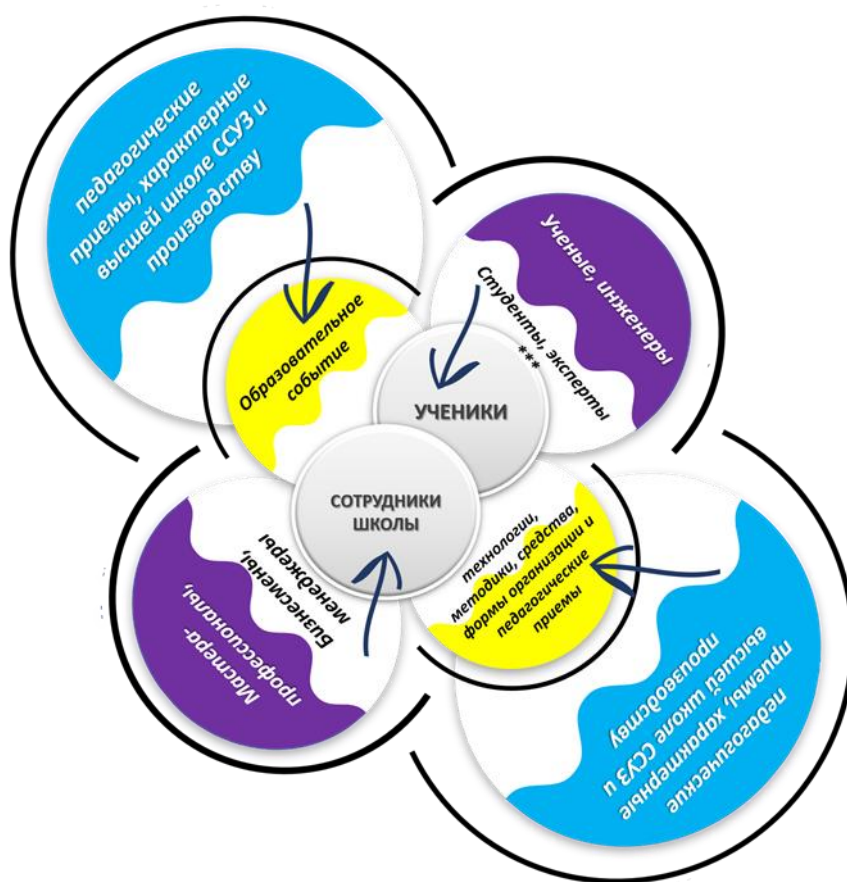 педагогические
приемы, характерные
высшей школе ССУЗ и
производству
Ученые, инженеры
Студенты, эксперты
***
Образовательное
событие
УЧЕНИКИ
СОТРУДНИКИ
ШКОЛЫ
технологии,
методики, средства,
формы организации и
педагогические
приемы
Мастера-
профессионалы,
Бизнесмены,
менеджеры
педагогические
приемы, характерные
высшей школе ССУЗ и
производству